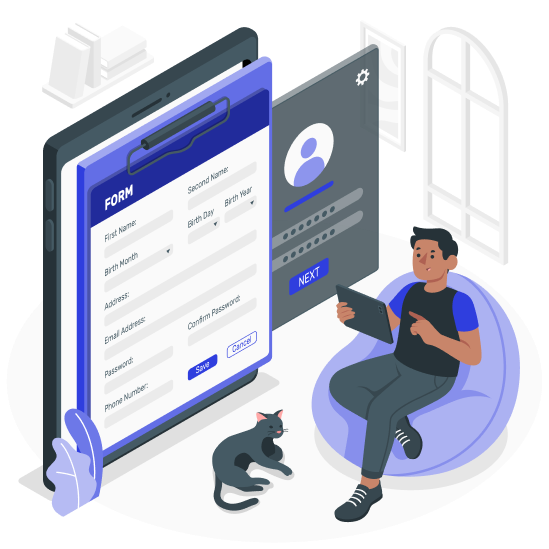 FORM
First Name:
Second Name:
Birth Month
Birth Day
Birth Year
Address:
Email Address:
Password:
Confirm Password:
Phone Number:
Save
Cancel
NEXT